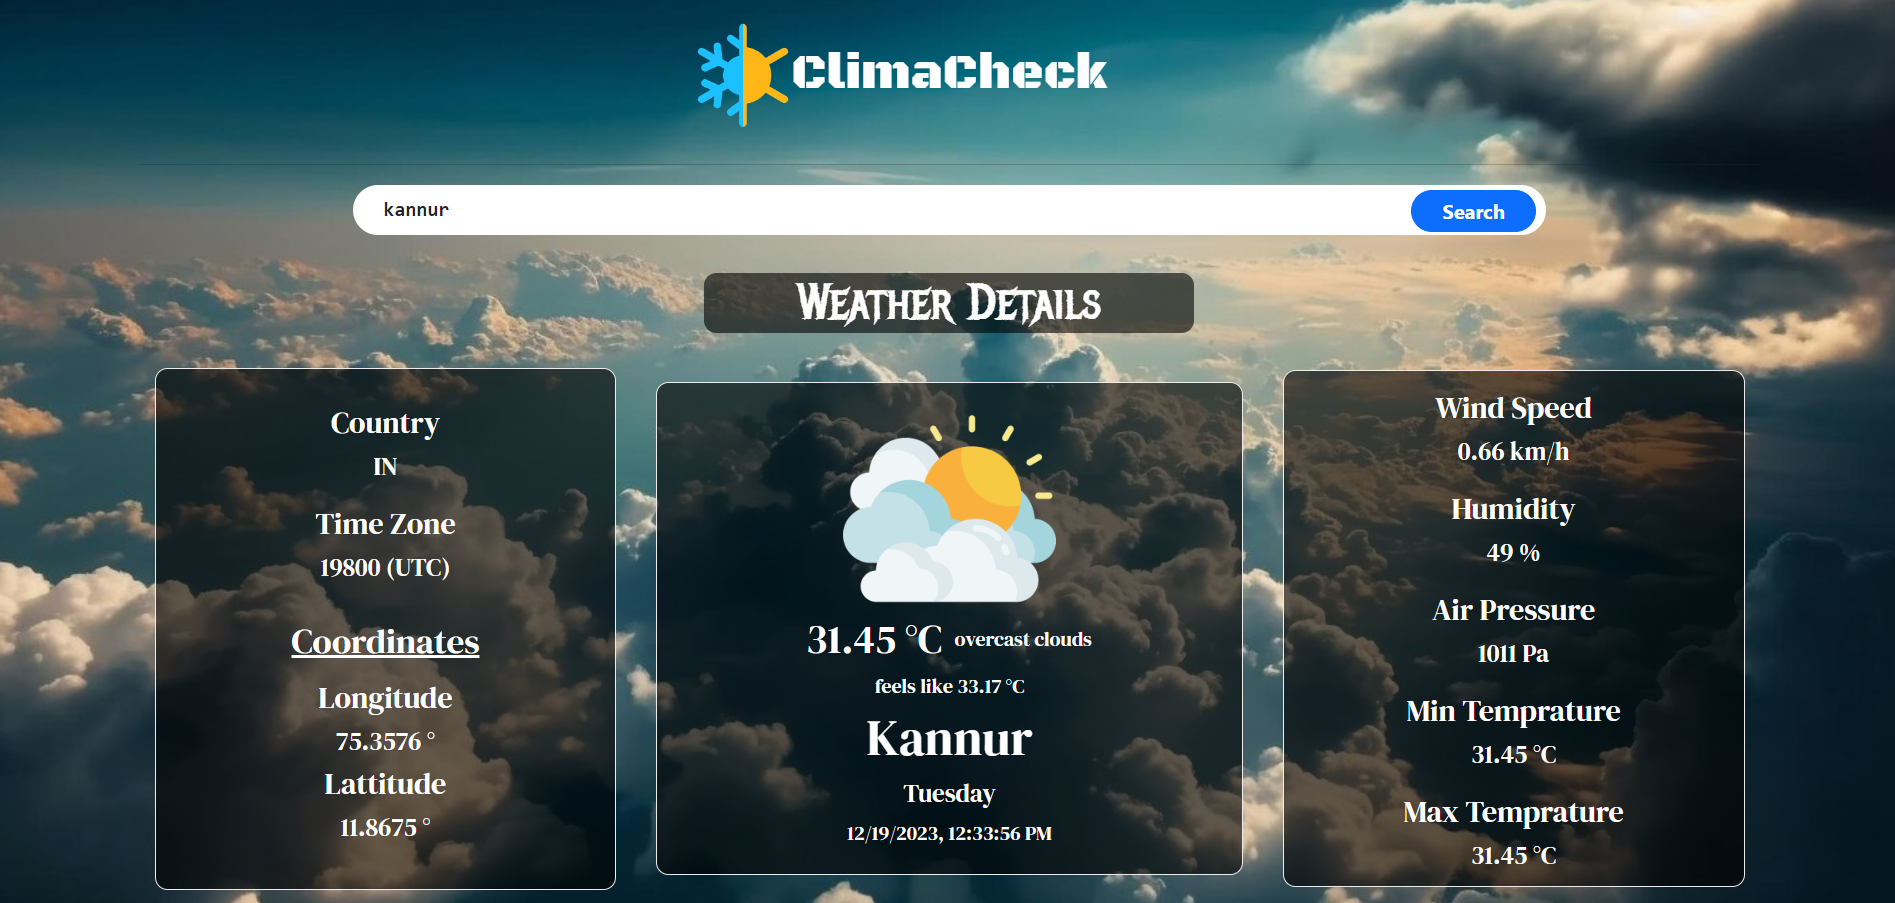 ClimaCheck
kannur
Search
Weather Details
Country
IN
Time Zone
19800 (UTC)
Coordinates
Longitude
75.3576 °
Lattitude
11.8675 °
31.45 °C overcast clouds
feels like 33.17 °C
Kannur
Tuesday
12/19/2023, 12:33:56 PM
Wind Speed
0.66 km/h
Humidity
49 %
Air Pressure
1011 Pa
Min Temprature
31.45 °C
Max Temprature
31.45 °C